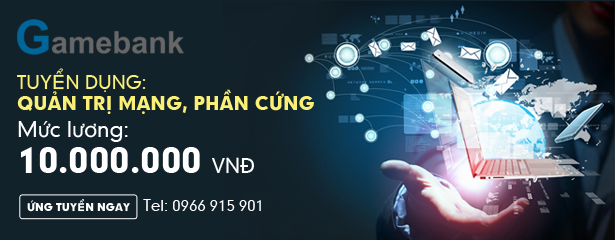 Gamebank
TUYỂN DỤNG:
QUẢN TRỊ MẠNG, PHẦN CỨNG
Mức lương:
10.000.000 VNĐ
ỨNG TUYỂN NGAY Tel: 0966 915 901